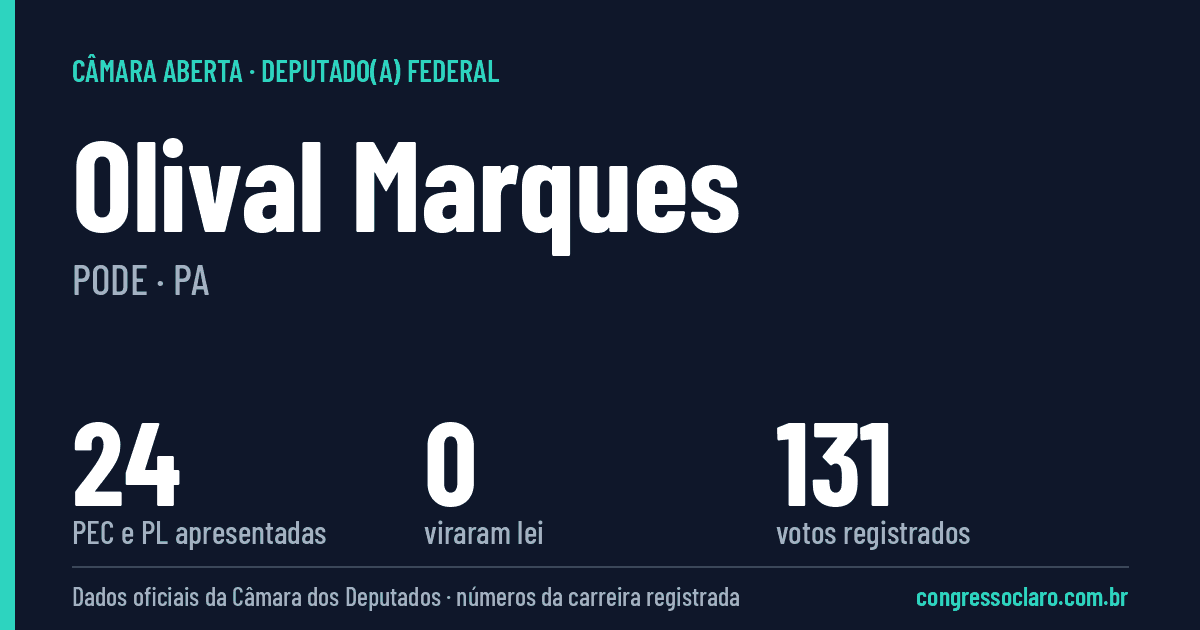 CÂMARA ABERTA · DEPUTADO(A) FEDERAL
Olival Marques
PODE · PA
24 0 131
PEC e PL apresentadas viraram lei votos registrados
Dados oficiais da Câmara dos Deputados · números da carreira registrada congressoclaro.com.br